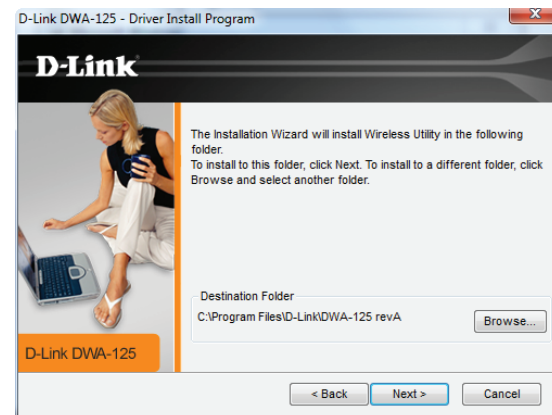 D-Link DWA-125 - Driver Install Program
D-Link
The Installation Wizard will install Wireless Utility in the following
folder.
To install to this folder, click Next. To install to a different folder, click
Browse and select another folder.
Destination Folder
C:\Program Files\D-Link\DWA-125 revA
Browse...
D-Link DWA-125
< Back
Next >
Cancel